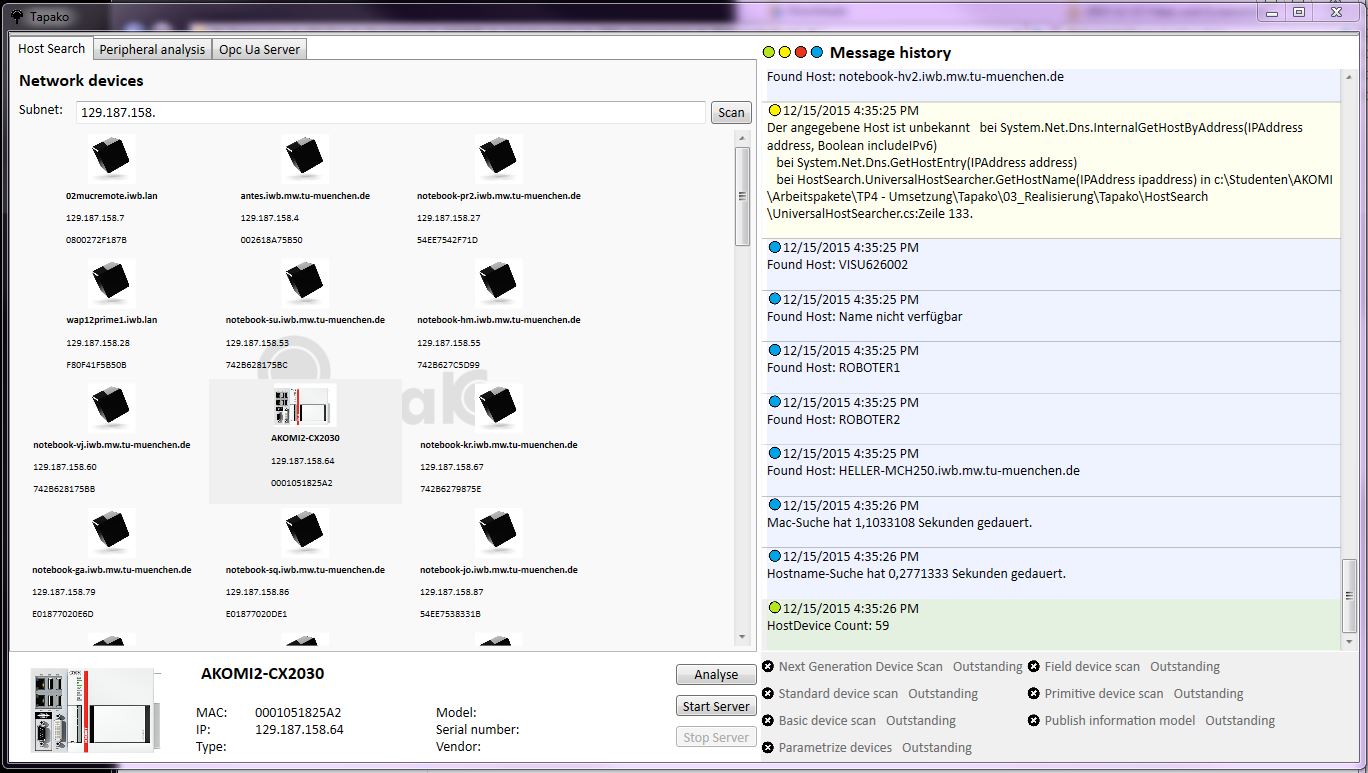 Tapako
Host Search
Peripheral analysis
Opc Ua Server
Network devices
Subnet:
129.187.158.
Scan
02mucremote.iwb.lan
129.187.158.7
0800272F187B
antes.iwb.mw.tu-muenchen.de
129.187.158.4
002618A75B50
notebook-pr2.iwb.mw.tu-muenchen.de
129.187.158.27
54EE7542F71D
wap12prime1.iwb.lan
129.187.158.28
F80F41F5B50B
notebook-su.iwb.mw.tu-muenchen.de
129.187.158.53
742B628175BC
notebook-hm.iwb.mw.tu-muenchen.de
129.187.158.55
742B627C5D99
notebook-vj.iwb.mw.tu-muenchen.de
129.187.158.60
742B628175BB
AKOMI2-CX2030
129.187.158.64
0001051825A2
notebook-kr.iwb.mw.tu-muenchen.de
129.187.158.67
742B6279875E
notebook-ga.iwb.mw.tu-muenchen.de
129.187.158.79
E01877020E6D
notebook-sq.iwb.mw.tu-muenchen.de
129.187.158.86
E01877020DE1
notebook-jo.iwb.mw.tu-muenchen.de
129.187.158.87
54EE7538331B
AKOMI2-CX2030
MAC: 0001051825A2
IP: 129.187.158.64
Type:
Model:
Serial number:
Vendor:
Analyse
Start Server
Stop Server
Message history
Found Host: notebook-hv2.iwb.mw.tu-muenchen.de
12/15/2015 4:35:25 PM
Der angegebene Host ist unbekannt bei System.Net.Dns.InternalGetHostByAddress(IPAddress
address, Boolean includeIPv6)
bei System.Net.Dns.GetHostEntry(IPAddress address)
bei HostSearch.UniversalHostSearcher.GetHostName(IPAddress ipaddress) in c:\Studenten\AKOMI
\Arbeitspakete\TP4 - Umsetzung\Tapako\03_Realisierung\Tapako\HostSearch
\UniversalHostSearcher.cs:Zeile 133.
12/15/2015 4:35:25 PM
Found Host: VISU626002
12/15/2015 4:35:25 PM
Found Host: Name nicht verfügbar
12/15/2015 4:35:25 PM
Found Host: ROBOTER1
12/15/2015 4:35:25 PM
Found Host: ROBOTER2
12/15/2015 4:35:25 PM
Found Host: HELLER-MCH250.iwb.mw.tu-muenchen.de
12/15/2015 4:35:26 PM
Mac-Suche hat 1,1033108 Sekunden gedauert.
12/15/2015 4:35:26 PM
Hostname-Suche hat 0,2771333 Sekunden gedauert.
12/15/2015 4:35:26 PM
HostDevice Count: 59
Next Generation Device Scan Outstanding
Field device scan Outstanding
Standard device scan Outstanding
Primitive device scan Outstanding
Basic device scan Outstanding
Publish information model Outstanding
Parametrize devices Outstanding